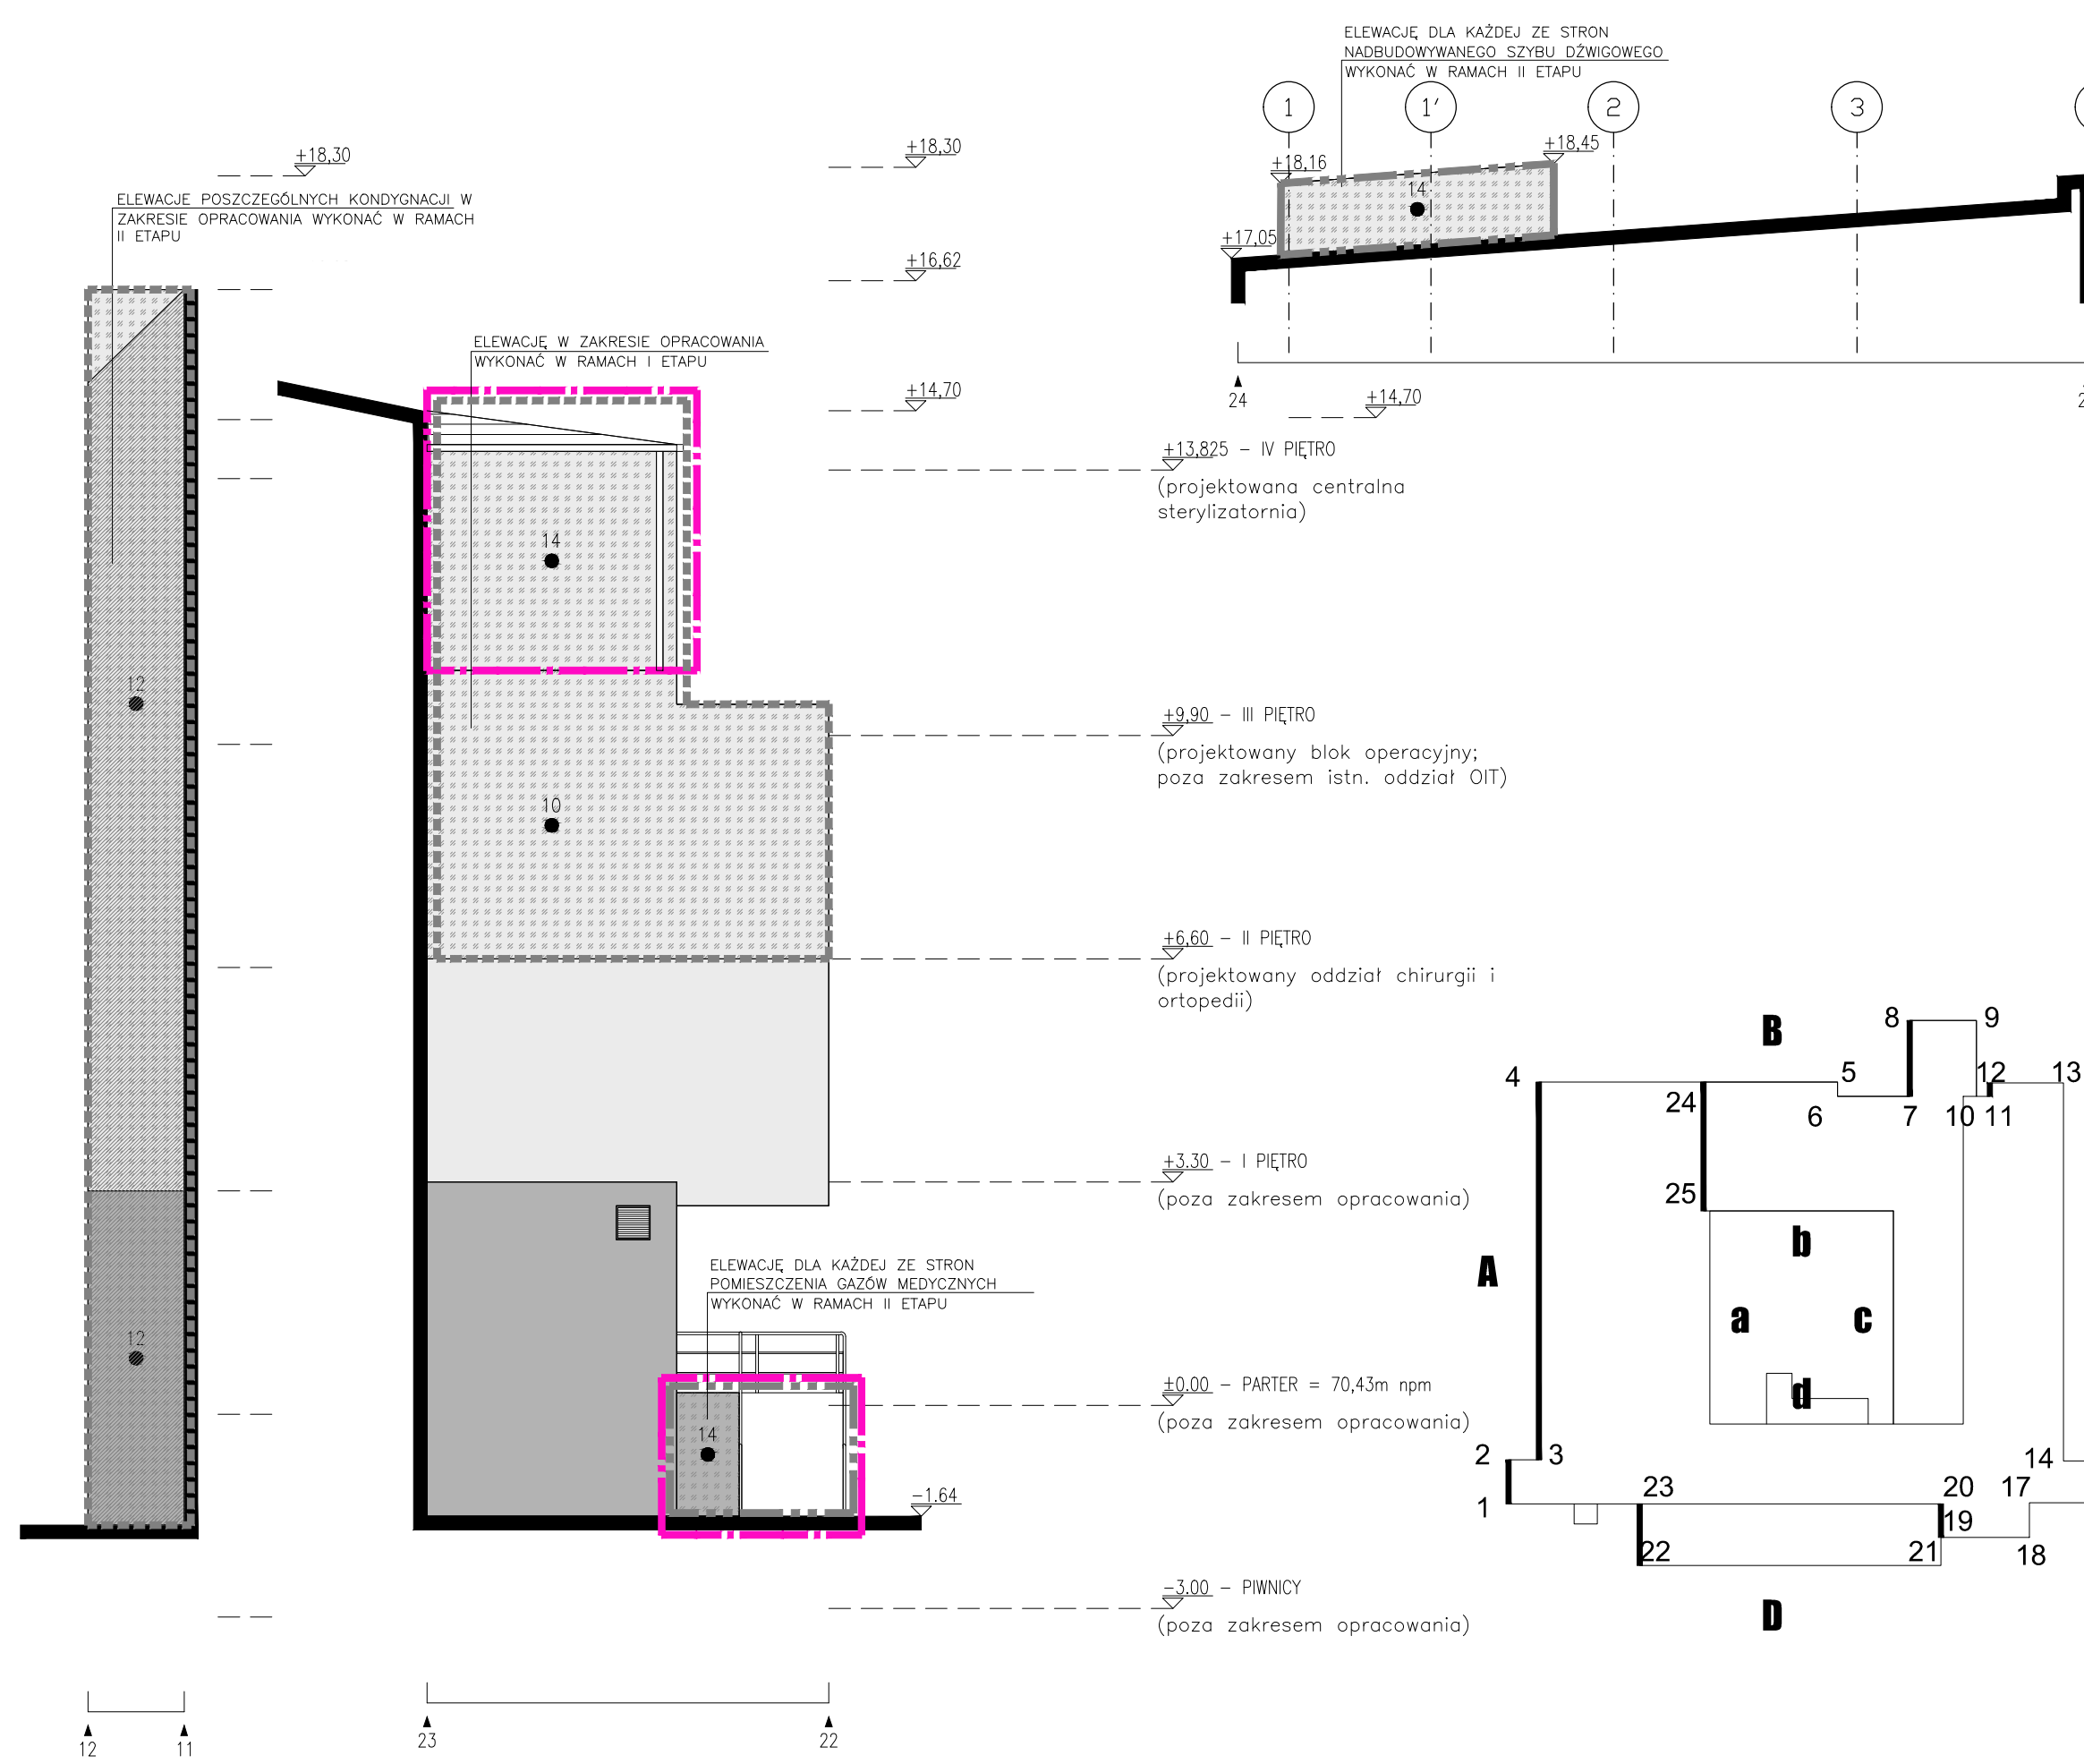 ELEWACJĘ DLA KAŻDEJ ZE STRON
NADBUDOWYWANEGO SZYBU DŹWIGOWEGO
WYKONAĆ W RAMACH II ETAPU
1
1'
2
3
+18,30
+18,30
+18,45
+18,16
14
ELEWACJE POSZCZEGÓLNYCH KONDYGNACJI W
ZAKRESIE OPRACOWANIA WYKONAĆ W RAMACH
II ETAPU
+17,05
+16,62
ELEWACJĘ W ZAKRESIE OPRACOWANIA
WYKONAĆ W RAMACH I ETAPU
+14,70
24
+14,70
+13,825 – IV PIĘTRO
(projektowana centralna
sterylizatornia)
14
12
+9,90 – III PIĘTRO
(projektowany blok operacyjny;
poza zakresem istn. oddział OIT)
10
+6,60 – II PIĘTRO
(projektowany oddział chirurgii i
ortopedii)
+3.30 – I PIĘTRO
(poza zakresem opracowania)
ELEWACJĘ DLA KAŻDEJ ZE STRON
POMIESZCZENIA GAZÓW MEDYCZNYCH
WYKONAĆ W RAMACH II ETAPU
12
±0.00 – PARTER = 70,43m npm
(poza zakresem opracowania)
14
-1.64
-3.00 – PIWNICY
(poza zakresem opracowania)
12
11
23
22
B
8
9
4
5
12
13
24
6
7
10
11
25
b
A
a
c
d
2
3
14
1
23
20
17
19
22
21
18
D